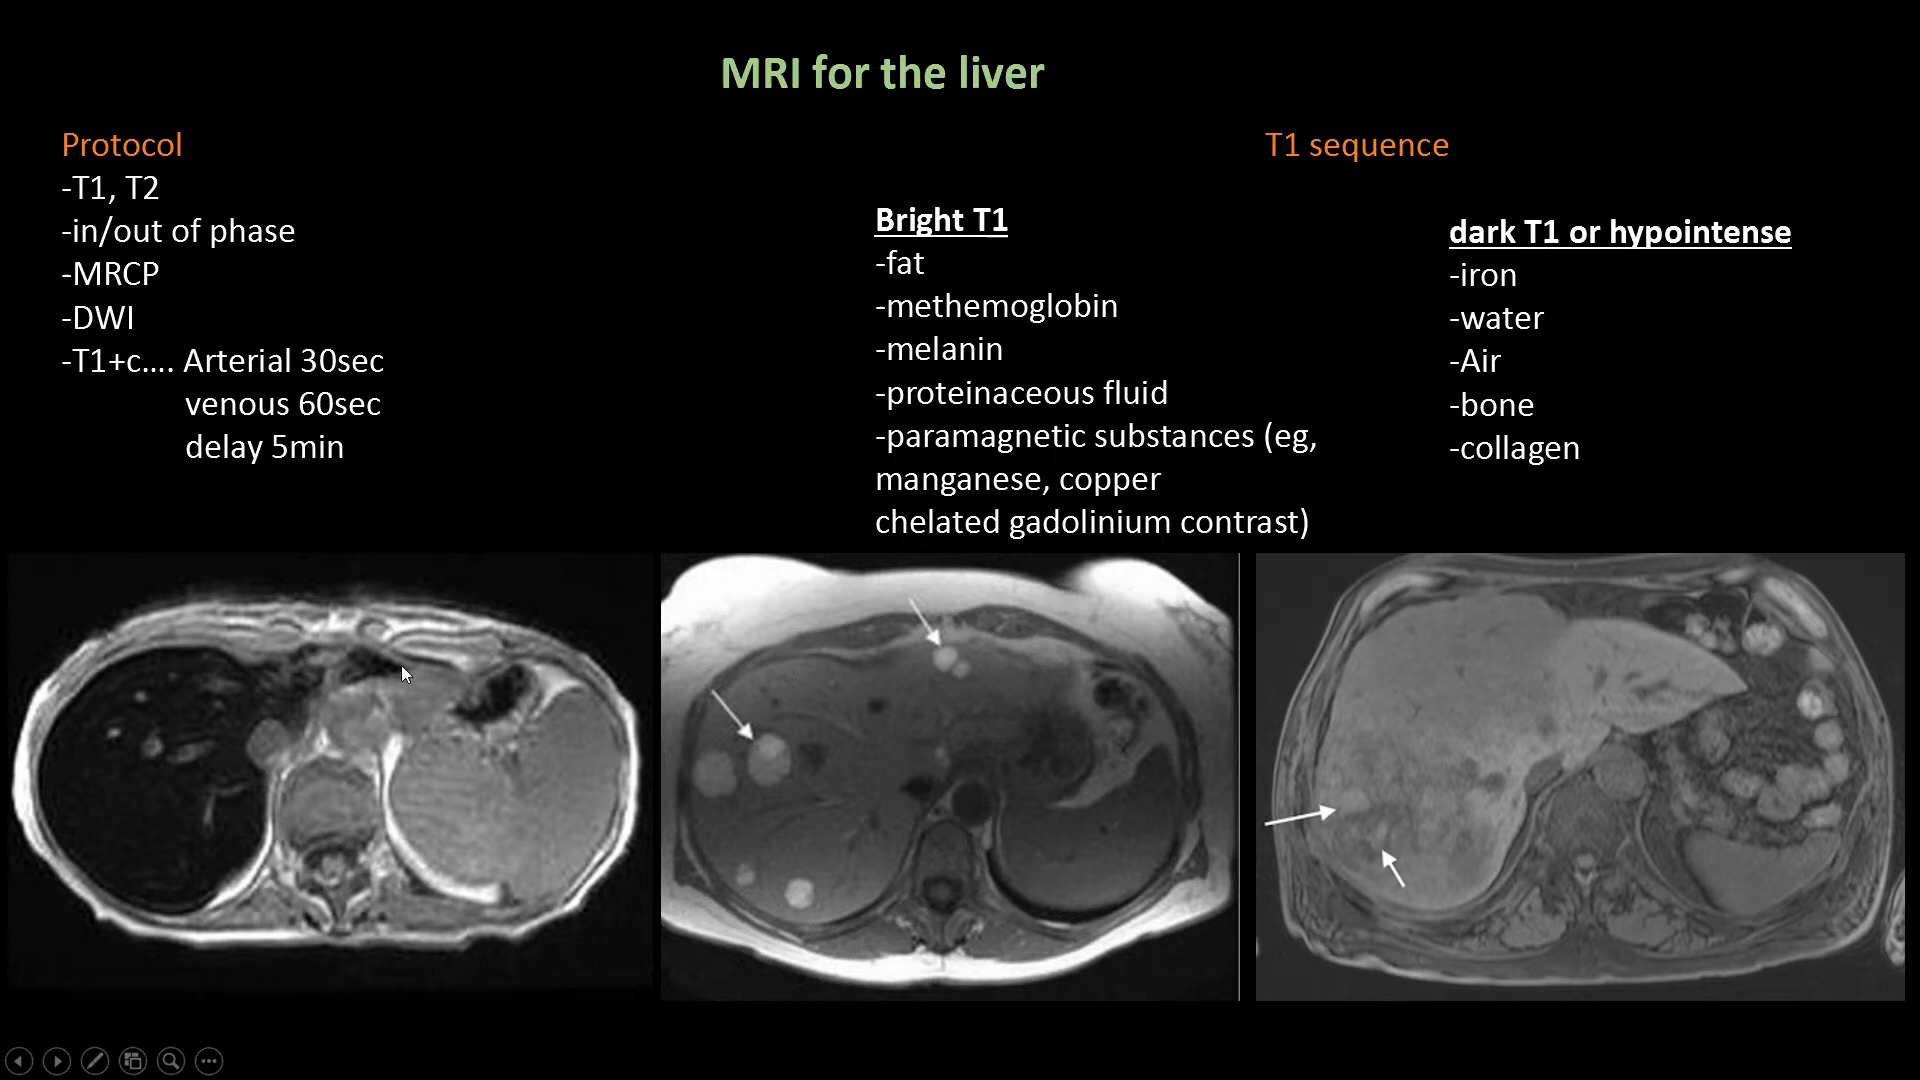 MRI for the liver
Protocol
-T1, T2
-in/out of phase
-MRCP
-DWI
-T1+c.... Arterial 30sec
venous 60sec
delay 5min
T1 sequence
Bright T1
-fat
-methemoglobin
-melanin
-proteinaceous fluid
-paramagnetic substances (eg,
manganese, copper
chelated gadolinium contrast)
dark T1 or hypointense
-iron
-water
-Air
-bone
-collagen